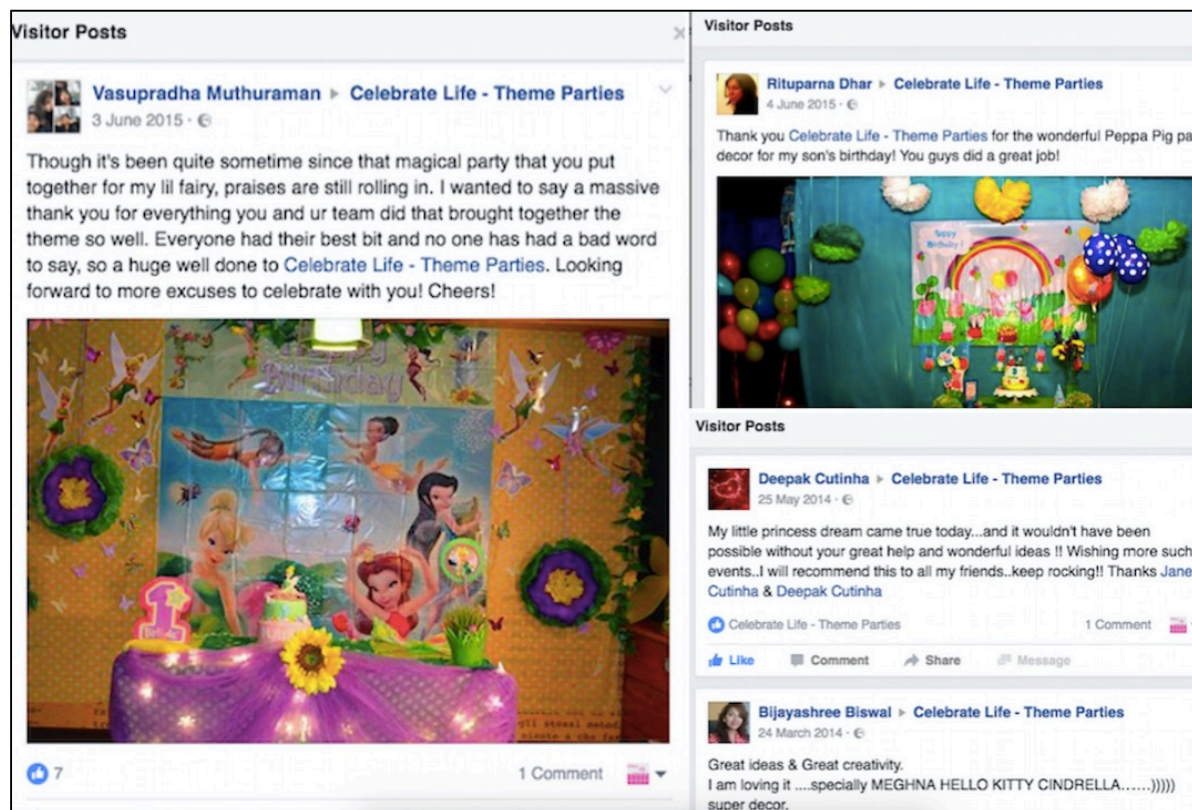 Visitor Posts
Vasupradha Muthuraman ▸ Celebrate Life - Theme Parties
3 June 2015
Though it's been quite sometime since that magical party that you put
together for my lil fairy, praises are still rolling in. I wanted to say a massive
thank you for everything you and ur team did that brought together the
theme so well. Everyone had their best bit and no one has had a bad word
to say, so a huge well done to Celebrate Life - Theme Parties. Looking
forward to more excuses to celebrate with you! Cheers!
Happy
Birthday
1
7
1 Comment
Visitor Posts
Rituparna Dhar ▸ Celebrate Life - Theme Parties
4 June 2015
Thank you Celebrate Life - Theme Parties for the wonderful Peppa Pig pa
decor for my son's birthday! You guys did a great job!
Happy
Birthday!
Visitor Posts
Deepak Cutinha ▸ Celebrate Life - Theme Parties
25 May 2014
My little princess dream came true today...and it wouldn't have been
possible without your great help and wonderful ideas !! Wishing more such
events..I will recommend this to all my friends..keep rocking!! Thanks Jane
Cutinha & Deepak Cutinha
Celebrate Life - Theme Parties
1 Comment
Like
Comment
Share
Message
Bijayashree Biswal ▸ Celebrate Life - Theme Parties
24 March 2014
Great ideas & Great creativity.
I am loving it ....specially MEGHNA HELLO KITTY CINDRELLA......)))))
super decor.